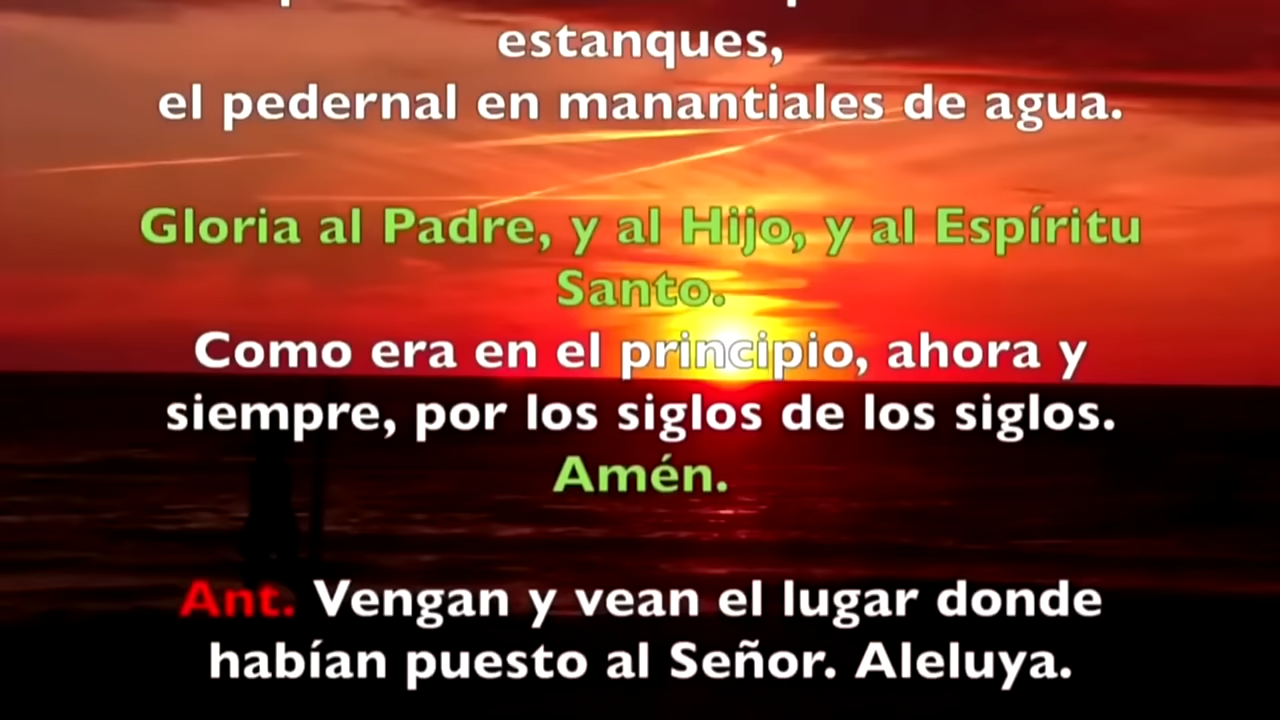 estanques,
el pedernal en manantiales de agua.
Gloria al Padre, y al Hijo, y al Espíritu
Santo.
Como era en el principio, ahora y
siempre, por los siglos de los siglos.
Amén.
Ant. Vengan y vean el lugar donde
habían puesto al Señor. Aleluya.